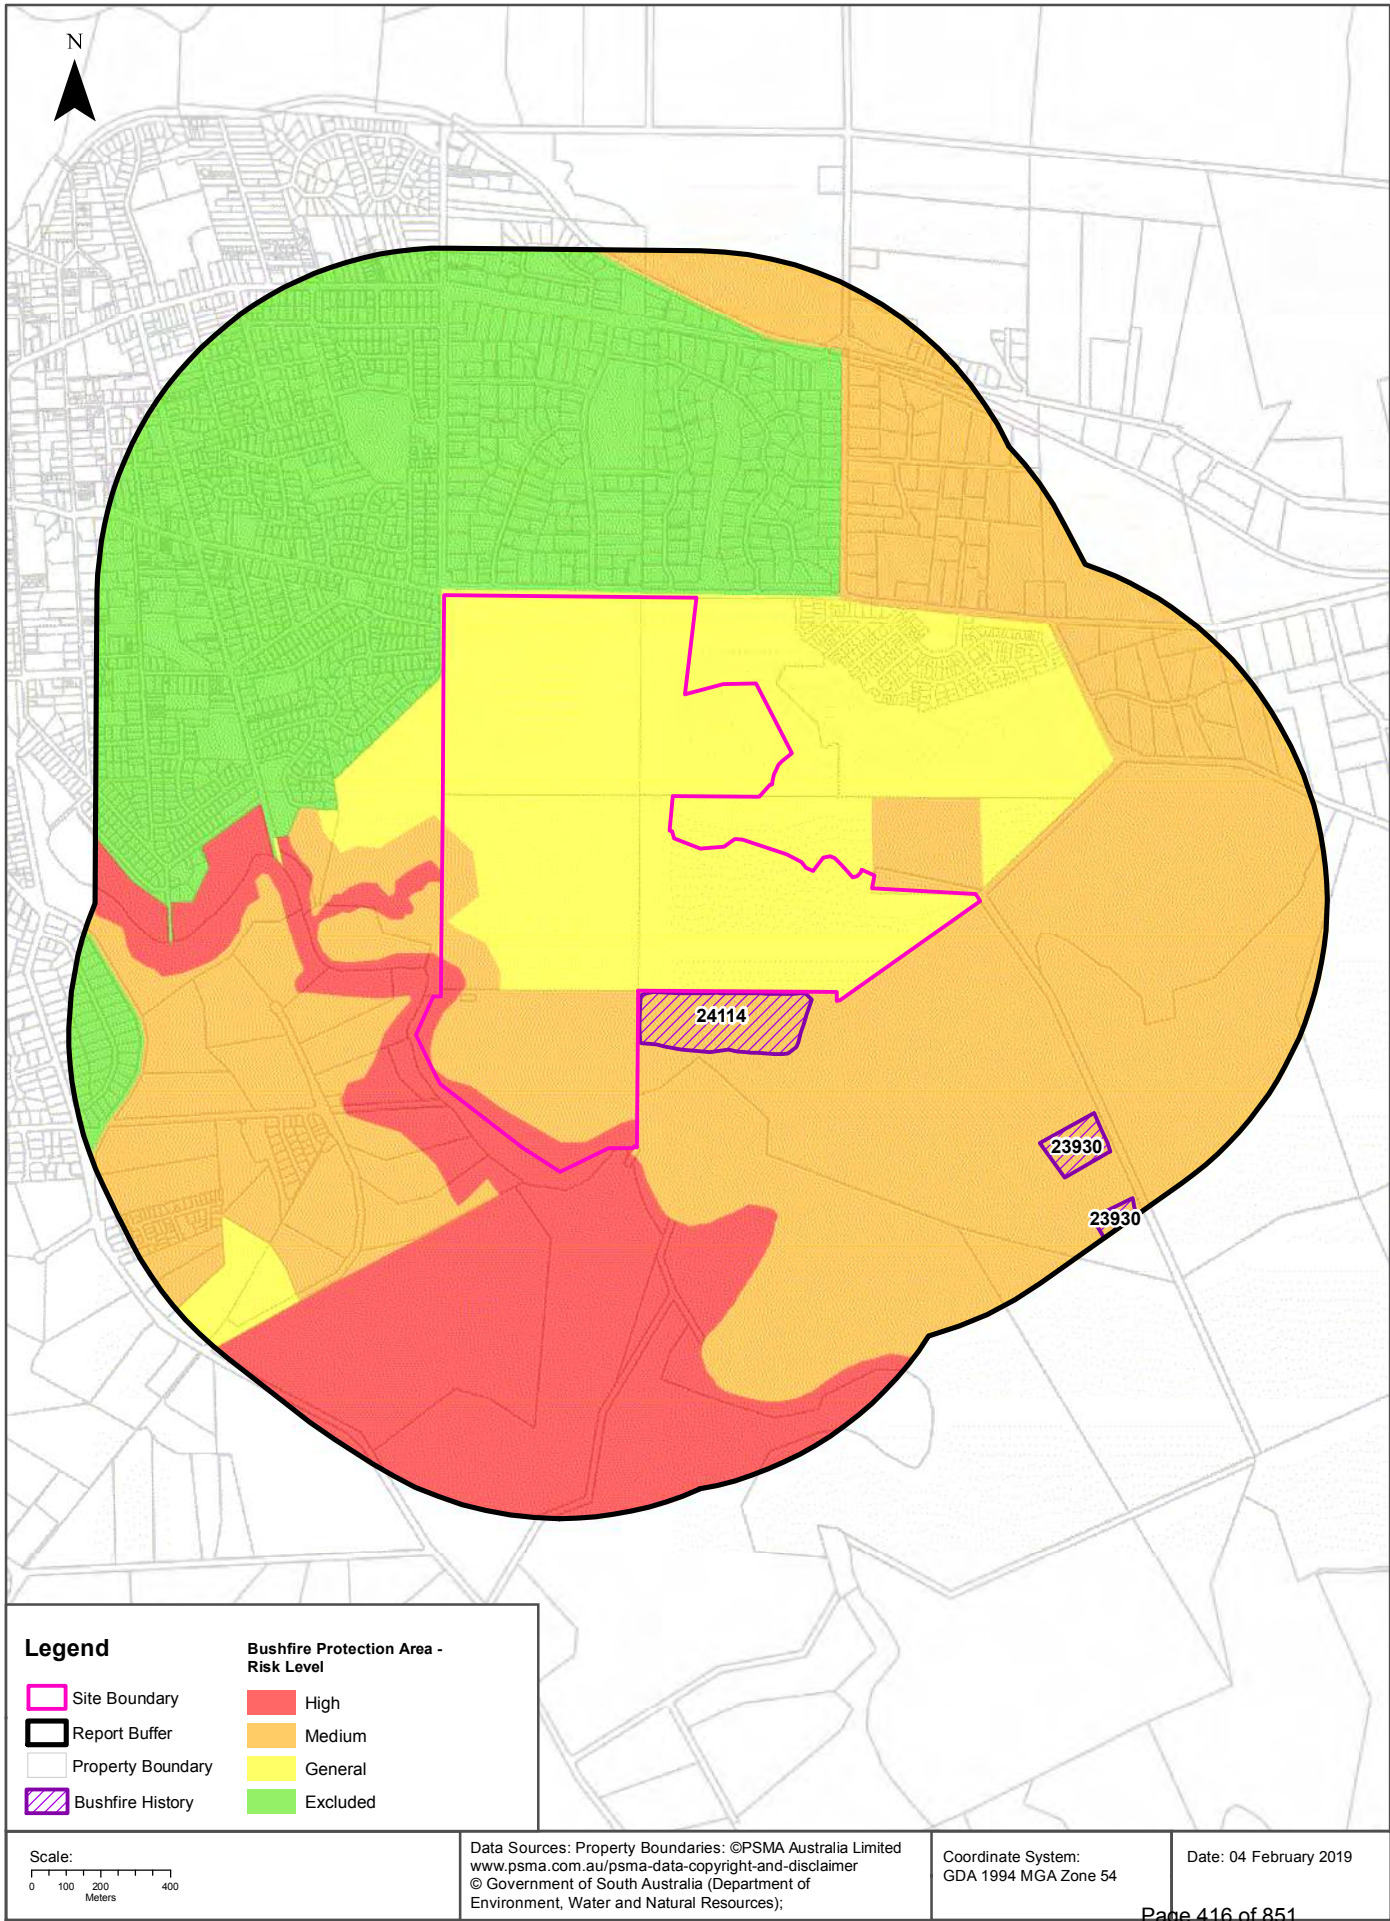 N
24114
23930
23930
Legend
Site Boundary
Report Buffer
Property Boundary
Bushfire History
Bushfire Protection Area -
Risk Level
High
Medium
General
Excluded
Scale:
0 100 200 400
Meters
Data Sources: Property Boundaries: ©PSMA Australia Limited
www.psma.com.au/psma-data-copyright-and-disclaimer
© Government of South Australia (Department of
Environment, Water and Natural Resources);
Coordinate System:
GDA 1994 MGA Zone 54
Date: 04 February 2019
Page 416 of 851